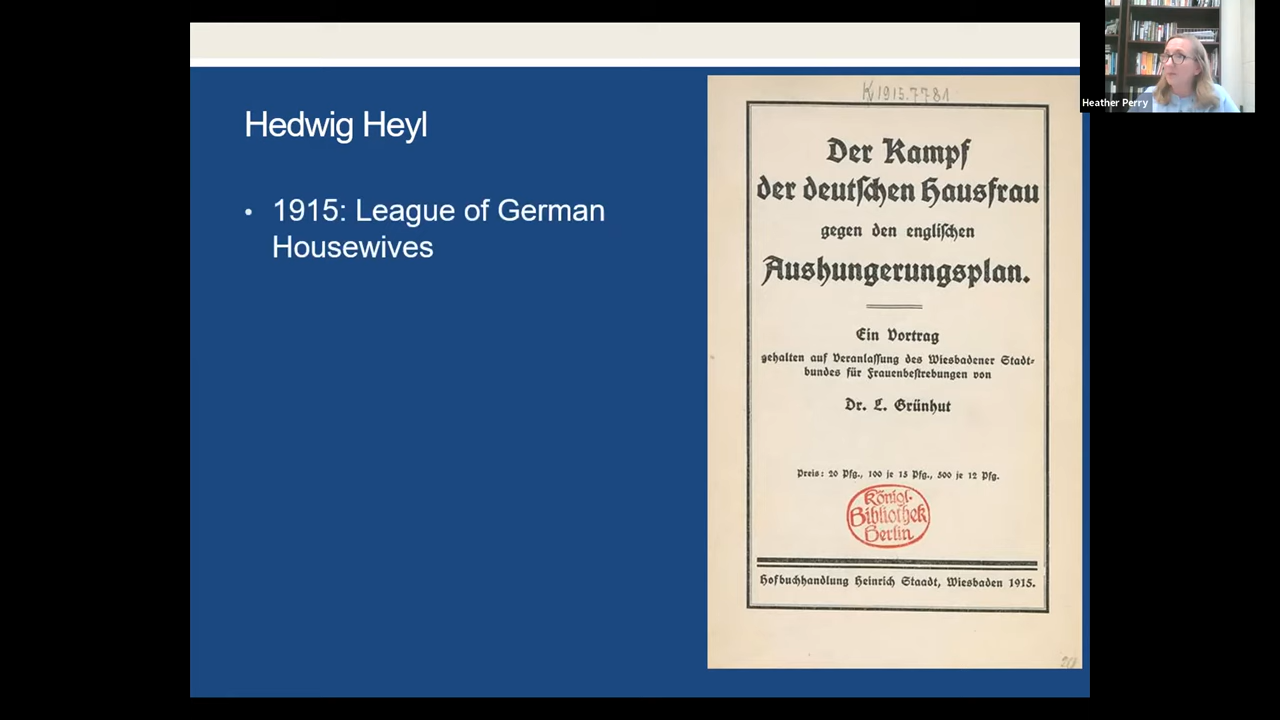 Hedwig Heyl
• 1915: League of German
Housewives
K 1915.7781
Der Kampf
der deutschen Hausfrau
gegen den englischen
Aushungerungsplan.
Ein Vortrag
gehalten auf Veranlassung des Wiesbadener Stadt-
bundes für Frauenbestrebungen von
Dr. L. Grünhut
Preis: 20 Pfg., 100 je 15 Pfg., 500 je 12 Pfg.
Königl.
Bibliothek
Berlin
Hofbuchhandlung Heinrich Staadt, Wiesbaden 1915.
Heather Perry